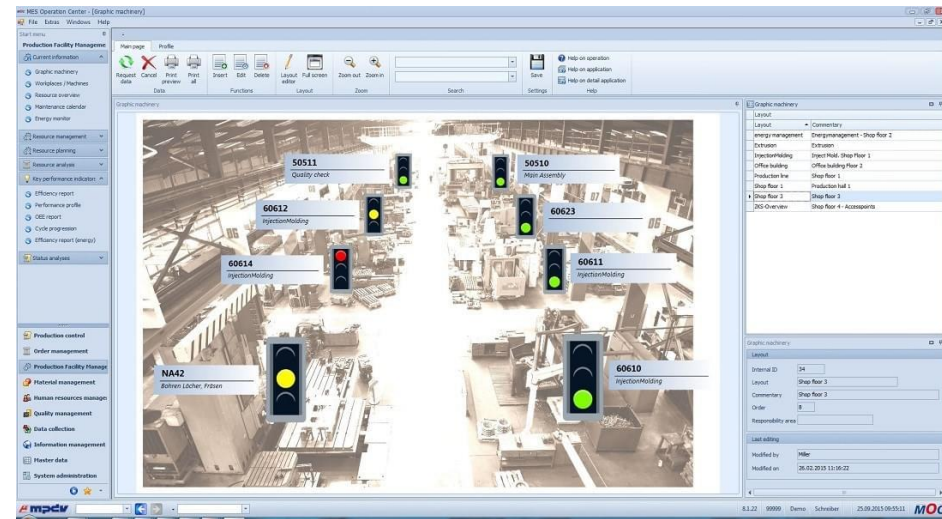 MES Operation Center - [Graphic machinery]
File Extras Windows Help
Start menu
Production Facility Manageme
Current information
Graphic machinery
Workplaces / Machines
Resource overview
Maintenance calendar
Energy monitor
Resource management
Resource planning
Resource analysis
Key performance indicators
Efficiency report
Performance profile
OEE report
Cycle progression
Efficiency report (energy)
Status analyses
Production control
Order management
Production Facility Manage
Material management
Human resources manage
Quality management
Data collection
Information management
Master data
System administration
mpdv
Main page Profile
Request data
Cancel
Print preview
Print all
Data
Insert
Edit
Delete
Functions
Layout editor
Full screen
Layout
Zoom out
Zoom in
Zoom
Search
Save
Settings
Help on operation
Help on application
Help on detail application
Help
Graphic machinery
50511
Quality check
50510
Main Assembly
60612
InjectionMolding
60623
60614
InjectionMolding
60611
InjectionMolding
NA42
Bohren Löcher, Fräsen
60610
InjectionMolding
Graphic machinery
Layout
Layout Commentary
energy management Energymanagement - Shop floor 2
Extrusion Extrusion
InjectionMolding Inject Mold. Shop Floor 1
Office building Office building Floor 2
Production line Shop floor 1
Shop floor 1 Production hall 1
Shop floor 3 Shop floor 3
ZKS-Overview Shop floor 4 - Accesspoints
Graphic machinery
Layout
Internal ID 34
Layout Shop floor 3
Commentary Shop floor 3
Order 8
Responsibility area
Last editing
Modified by Miller
Modified on 26.02.2015 11:16:22
8.1.22 99999 Demo Schreiber 25.09.2015 09:55:11 MOC